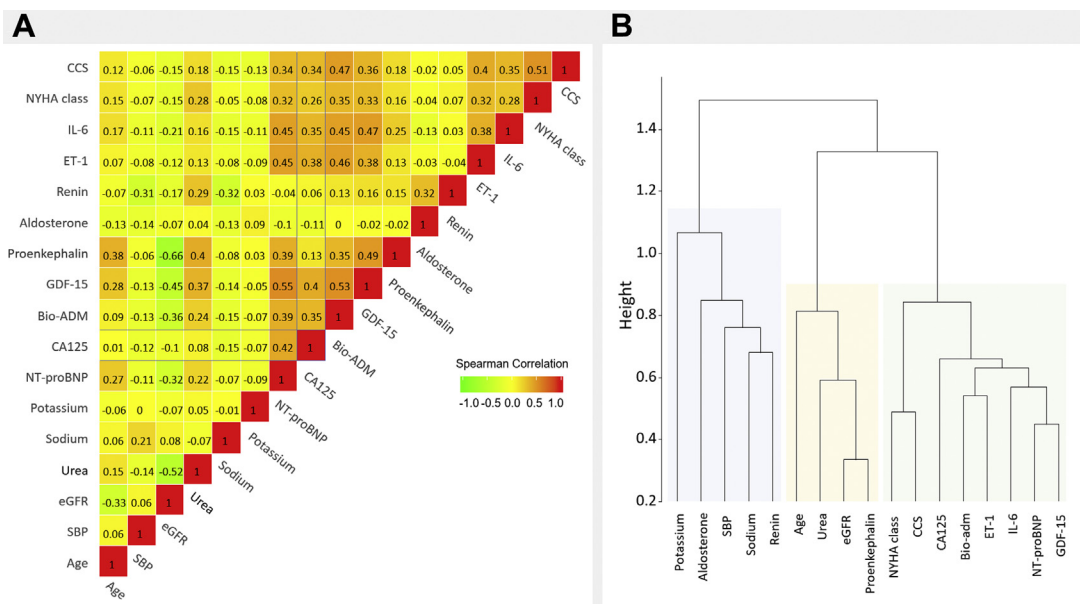 A
CCS 0.12 -0.06 -0.15 0.18 -0.15 -0.13 0.34 0.34 0.47 0.36 0.18 -0.02 0.05 0.4 0.35 0.51 1
NYHA class 0.15 -0.07 -0.15 0.28 -0.05 -0.08 0.32 0.26 0.35 0.33 0.16 -0.04 0.07 0.32 0.28 1 CCS
IL-6 0.17 -0.11 -0.21 0.16 -0.15 -0.11 0.45 0.35 0.45 0.47 0.25 -0.13 0.03 0.38 1 NYHA class
ET-1 0.07 -0.08 -0.12 0.13 -0.08 -0.09 0.45 0.38 0.46 0.38 0.13 -0.03 -0.04 1 IL-6
Renin -0.07 -0.31 -0.17 0.29 -0.32 0.03 -0.04 0.06 0.13 0.16 0.15 0.32 1 ET-1
Aldosterone -0.13 -0.14 -0.07 0.04 -0.13 0.09 -0.1 -0.11 0 -0.02 -0.02 1 Renin
Proenkephalin 0.38 -0.06 -0.66 0.4 -0.08 0.03 0.39 0.13 0.35 0.49 1 Aldosterone
GDF-15 0.28 -0.13 -0.45 0.37 -0.14 -0.05 0.55 0.4 0.53 1 Proenkephalin
Bio-ADM 0.09 -0.13 -0.36 0.24 -0.15 -0.07 0.39 0.35 1 GDF-15
CA125 0.01 -0.12 -0.1 0.08 -0.15 -0.07 0.42 1 Bio-ADM
NT-proBNP 0.27 -0.11 -0.32 0.22 -0.07 -0.09 1 CA125
Potassium -0.06 0 -0.07 0.05 -0.01 1 NT-proBNP
Sodium 0.06 0.21 0.08 -0.07 1 Potassium
Urea 0.15 -0.14 -0.52 1 Sodium
eGFR -0.33 0.06 1 Urea
SBP 0.06 1 eGFR
Age 1 SBP
Age
Spearman Correlation
-1.0 -0.5 0.0 0.5 1.0
B
Height
1.4
1.2
1.0
0.8
0.6
0.4
0.2
Potassium
Aldosterone
SBP
Sodium
Renin
Age
Urea
eGFR
Proenkephalin
NYHA class
CCS
CA125
Bio-adm
ET-1
IL-6
NT-proBNP
GDF-15